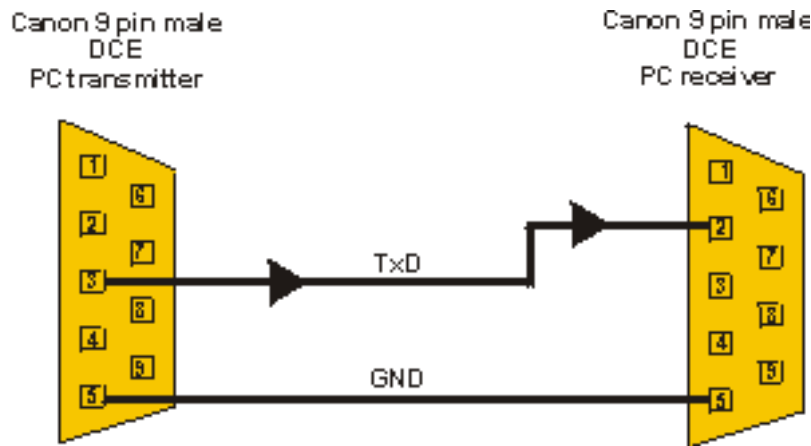 Canon 9 pin male
DCE
PC transmitter
Canon 9 pin male
DCE
PC receiver
1
6
2
7
3
8
4
9
5
TxD
GND
1
6
2
7
3
8
4
9
5